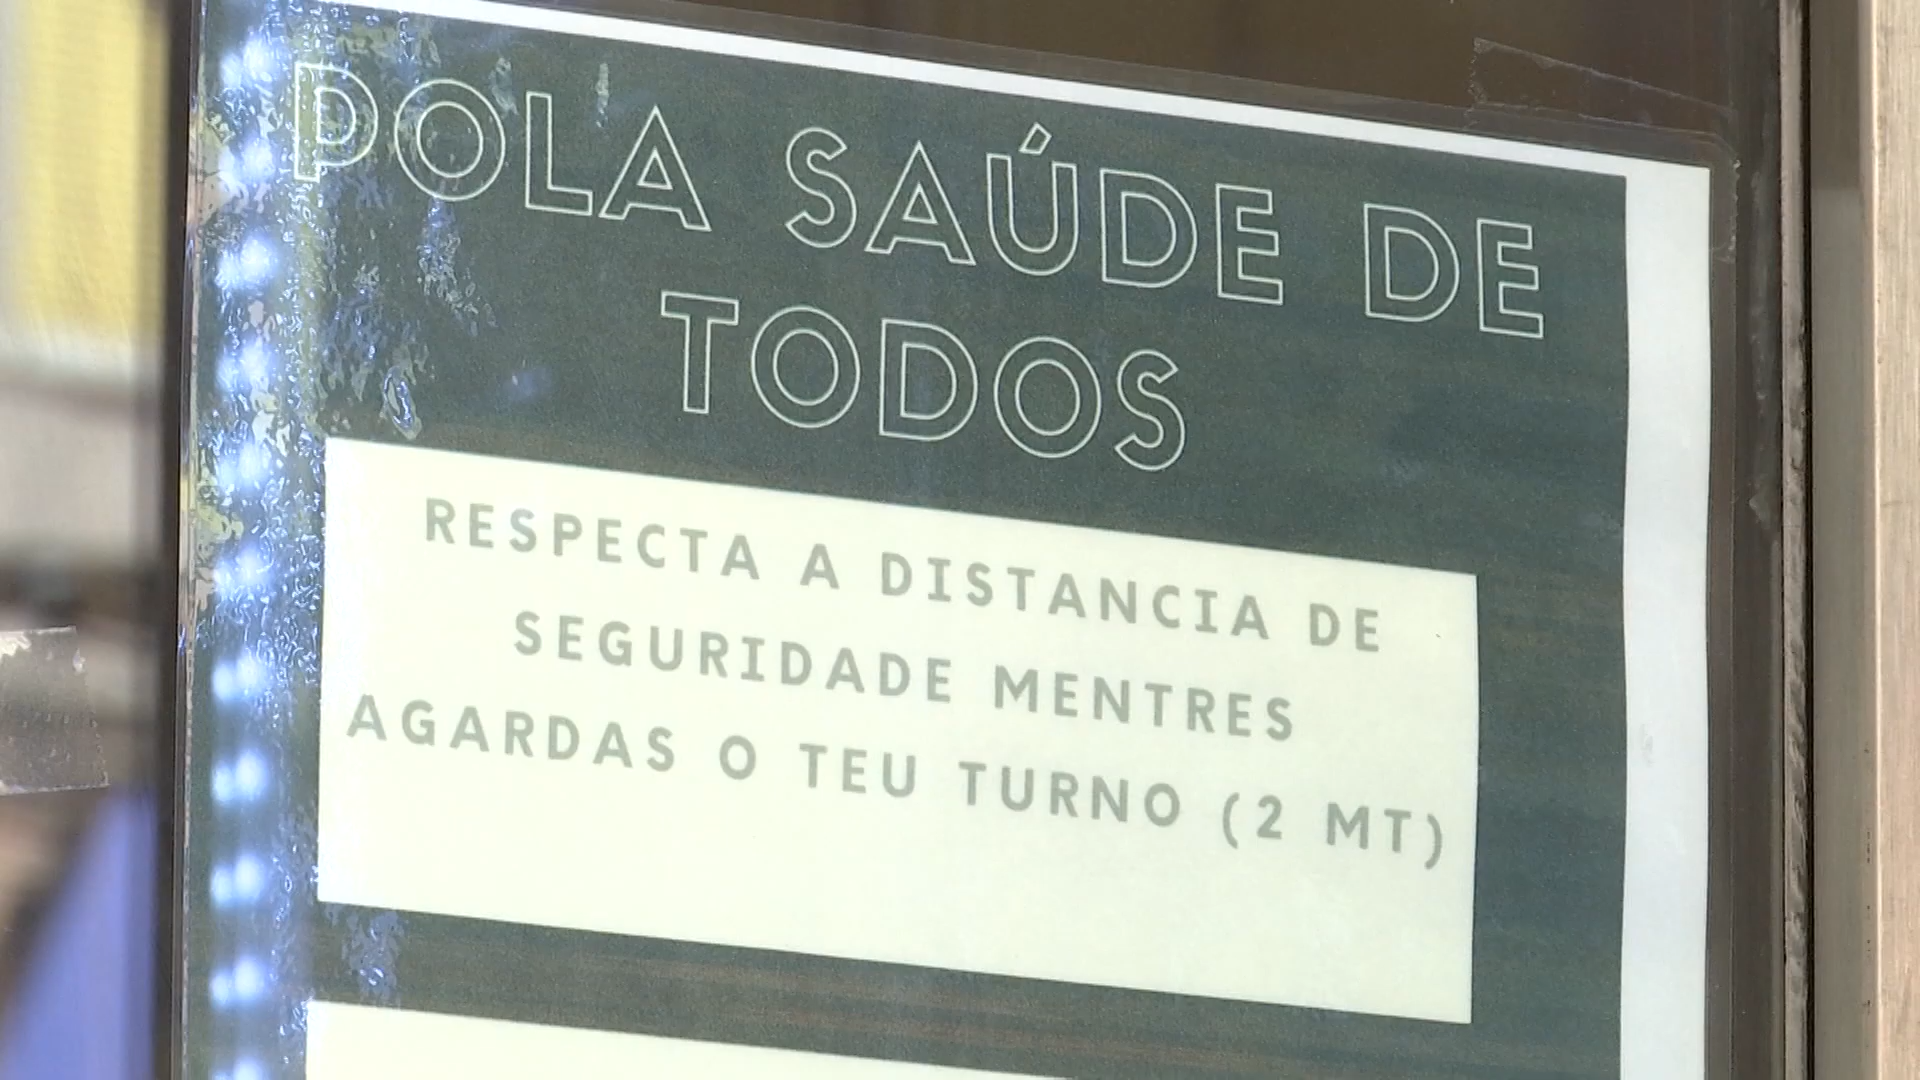 POLA SAÚDE DE
TODOS
RESPECTA A DISTANCIA DE
SEGURIDADE MENTRES
AGARDAS O TEU TURNO (2 MT)